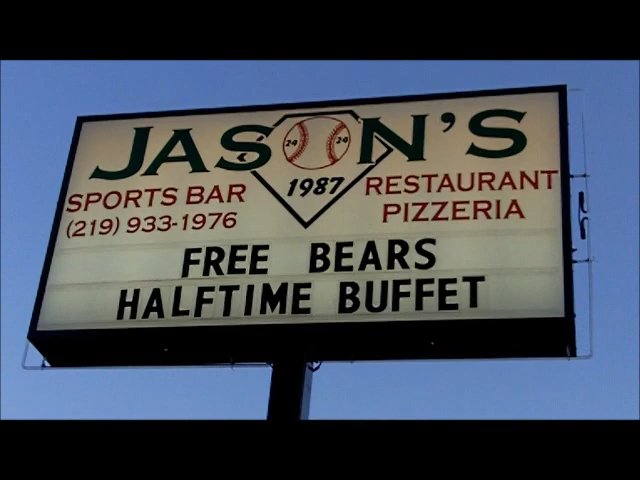 JASON'S
24 24
1987
SPORTS BAR
(219) 933-1976
RESTAURANT
PIZZERIA
FREE BEARS
HALFTIME BUFFET